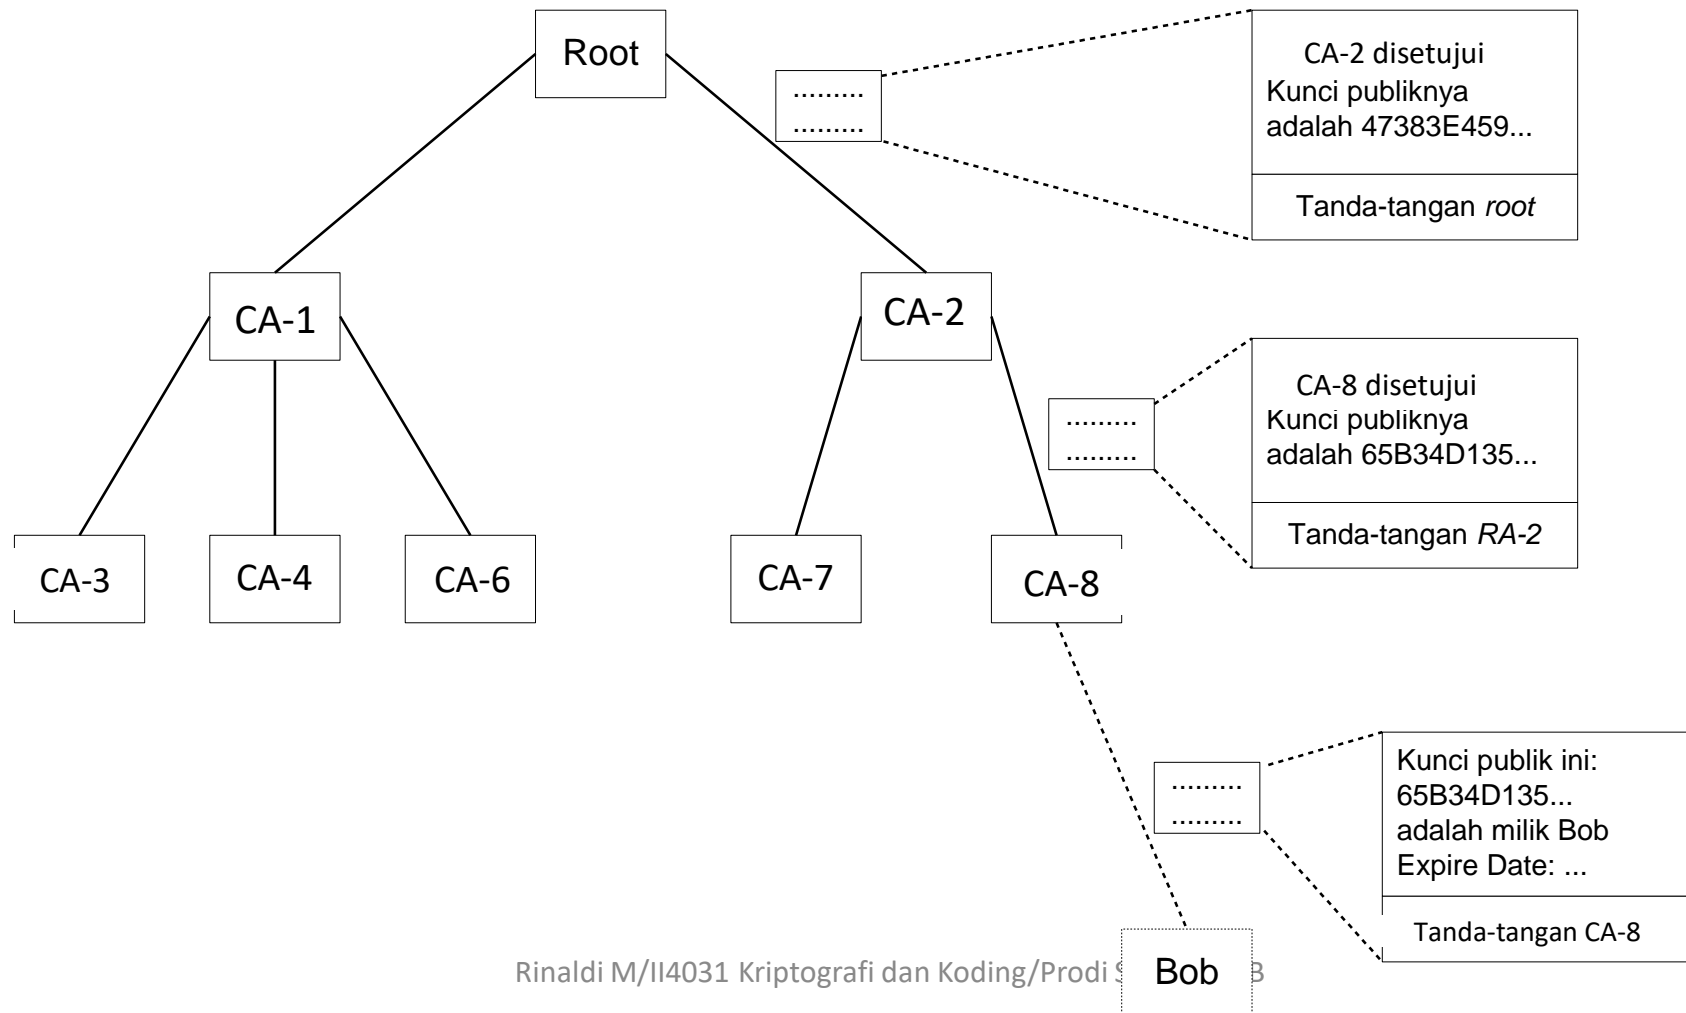 Root
.........
.........
CA-2 disetujui
Kunci publiknya
adalah 47383E459...
Tanda-tangan root
CA-1
CA-2
.........
.........
CA-8 disetujui
Kunci publiknya
adalah 65B34D135...
Tanda-tangan RA-2
CA-3
CA-4
CA-6
CA-7
CA-8
.........
.........
Kunci publik ini:
65B34D135...
adalah milik Bob
Expire Date: ...
Tanda-tangan CA-8
Bob
Rinaldi M/II4031 Kriptografi dan Koding/Prodi